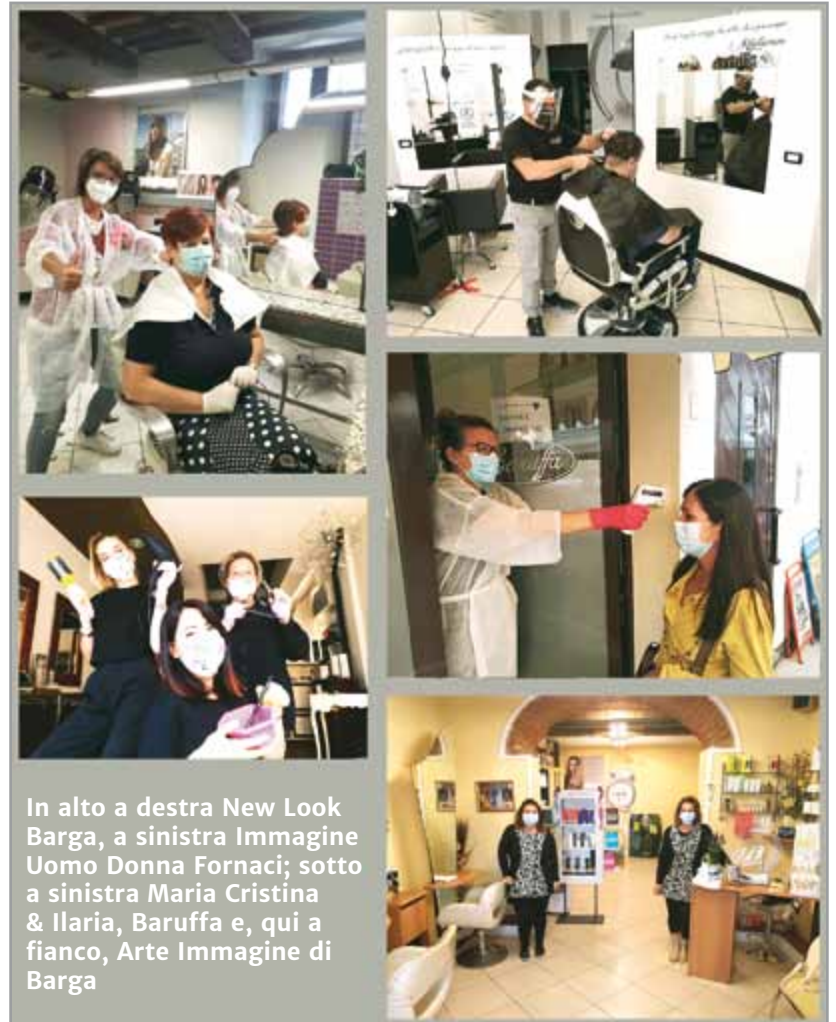 In alto a destra New Look
Barga, a sinistra Immagine
Uomo Donna Fornaci; sotto
a sinistra Maria Cristina
& Ilaria, Baruffa e, qui a
fianco, Arte Immagine di
Barga